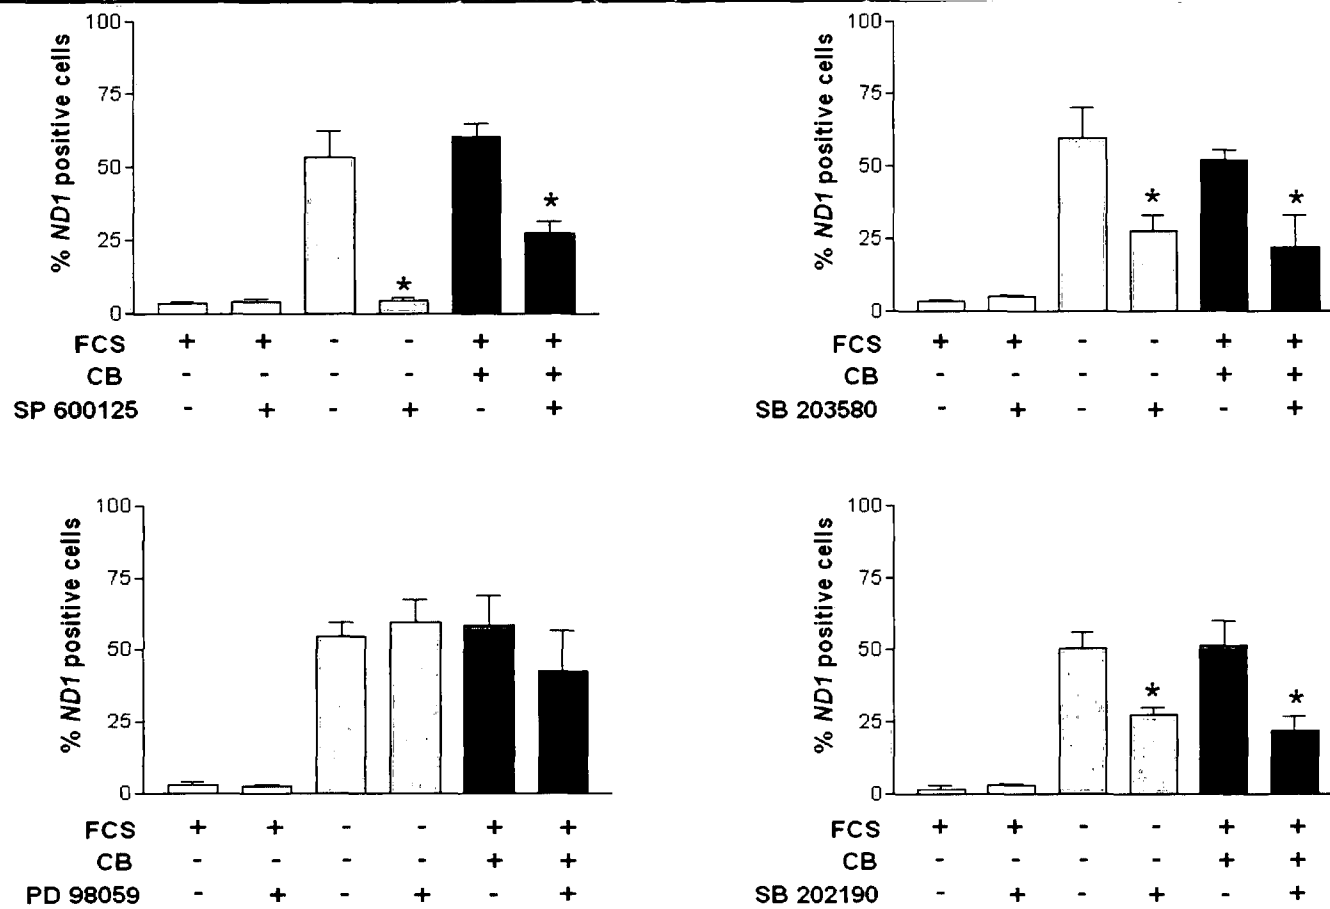 % ND1 positive cells
100
75
50
25
0
*
*
FCS + + - - + +
CB - - - - + +
SP 600125 - + - + - +
% ND1 positive cells
100
75
50
25
0
*
*
FCS + + - - + +
CB - - - - + +
SB 203580 - + - + - +
% ND1 positive cells
100
75
50
25
0
FCS + + - - + +
CB - - - - + +
PD 98059 - + - + - +
% ND1 positive cells
100
75
50
25
0
*
*
FCS + + - - + +
CB - - - - + +
SB 202190 - + - + - +